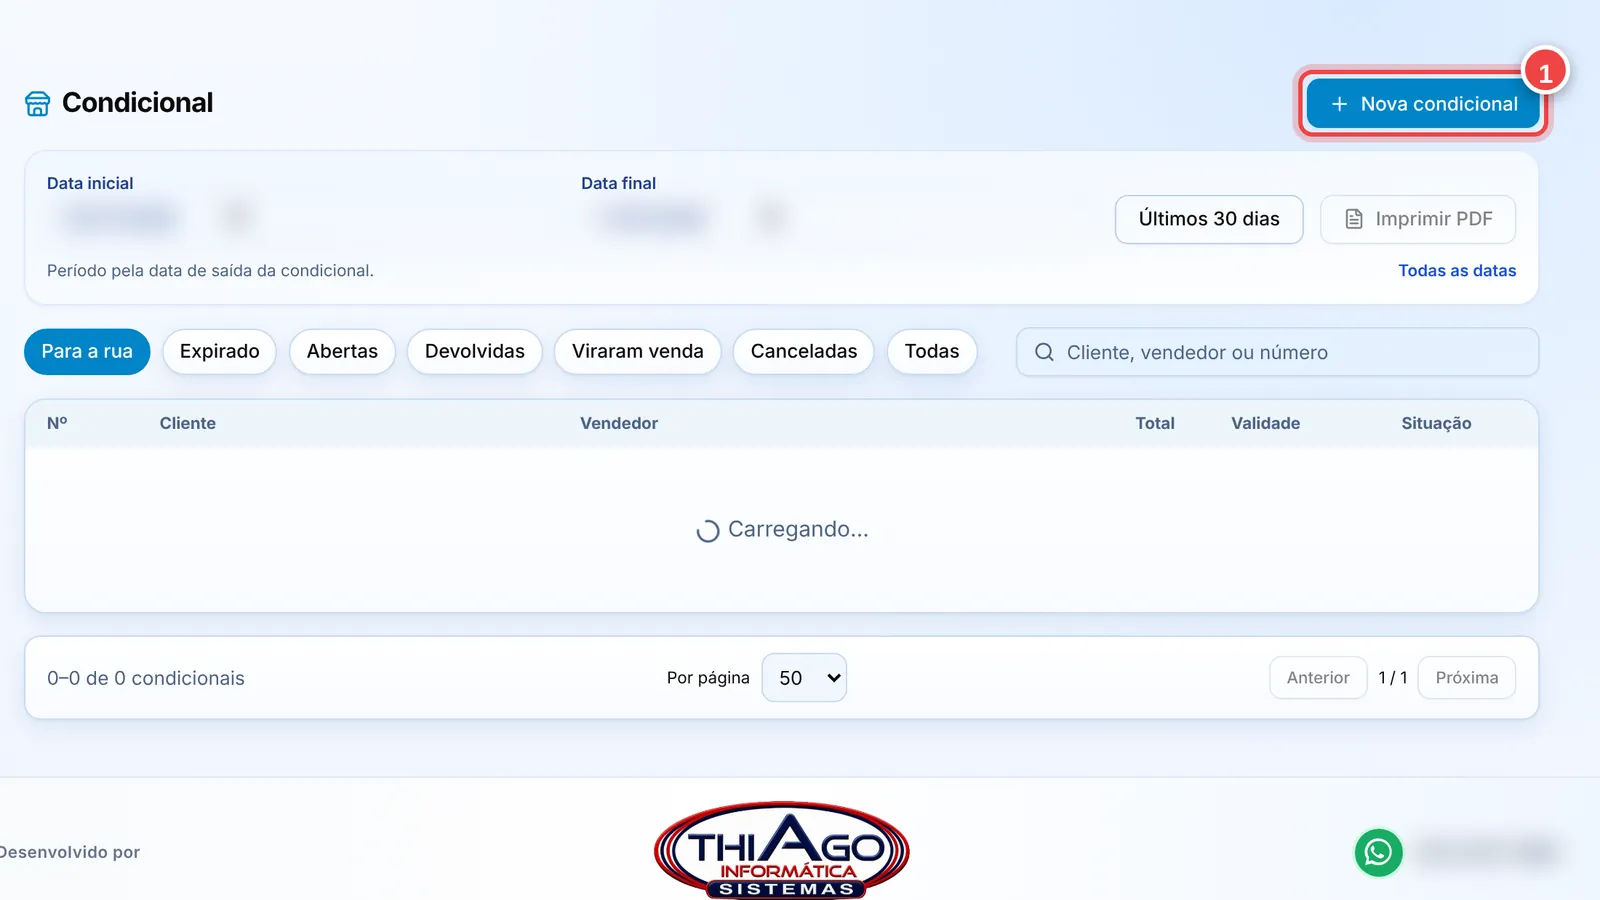 Condicional
+ Nova condicional
1
Data inicial
Data final
Últimos 30 dias
Imprimir PDF
Período pela data de saída da condicional.
Todas as datas
Para a rua
Expirado
Abertas
Devolvidas
Viraram venda
Canceladas
Todas
Cliente, vendedor ou número
Nº
Cliente
Vendedor
Total
Validade
Situação
Carregando...
0–0 de 0 condicionais
Por página
50
Anterior
1 / 1
Próxima
Desenvolvido por
THIAGO
INFORMÁTICA
SISTEMAS